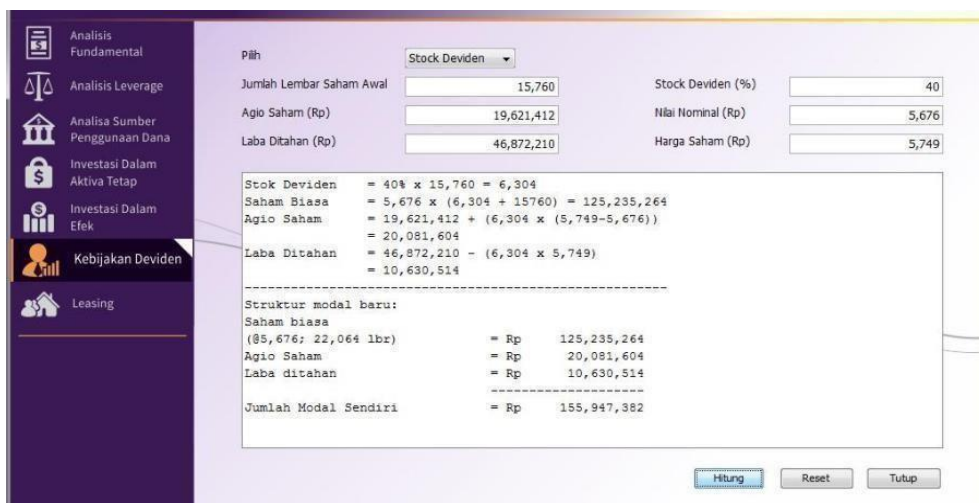 Analisis
Fundamental
Analisis Leverage
Analisa Sumber
Penggunaan Dana
Investasi Dalam
Aktiva Tetap
Investasi Dalam
Efek
Kebijakan Deviden
Leasing
Pilih Stock Deviden
Jumlah Lembar Saham Awal 15,760 Stock Deviden (%) 40
Agio Saham (Rp) 19,621,412 Nilai Nominal (Rp) 5,676
Laba Ditahan (Rp) 46,872,210 Harga Saham (Rp) 5,749
Stok Deviden = 40% x 15,760 = 6,304
Saham Biasa = 5,676 x (6,304 + 15760) = 125,235,264
Agio Saham = 19,621,412 + (6,304 x (5,749-5,676))
= 20,081,604
Laba Ditahan = 46,872,210 - (6,304 x 5,749)
= 10,630,514
Struktur modal baru:
Saham biasa
(@5,676; 22,064 lbr) = Rp 125,235,264
Agio Saham = Rp 20,081,604
Laba ditahan = Rp 10,630,514
Jumlah Modal Sendiri = Rp 155,947,382
Hitung Reset Tutup